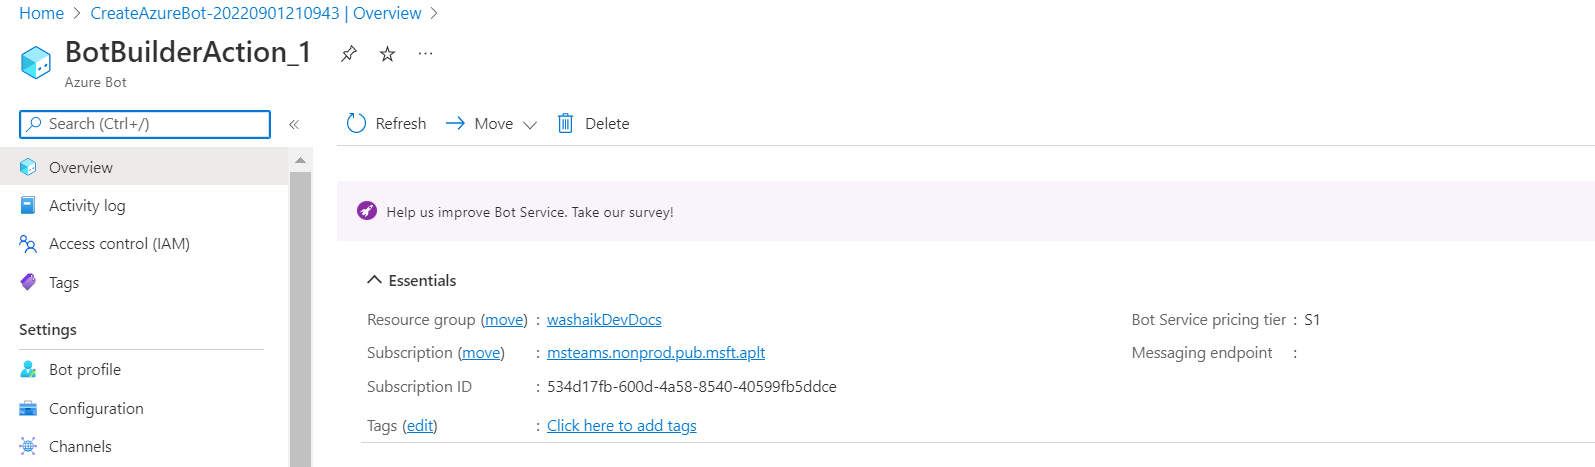 Home > CreateAzureBot-20220901210943 | Overview >
BotBuilderAction_1 ···
Azure Bot
Search (Ctrl+/) «
Refresh Move Delete
Overview
Activity log
Access control (IAM)
Tags
Settings
Bot profile
Configuration
Channels
Help us improve Bot Service. Take our survey!
Essentials
Resource group (move) : washaikDevDocs
Subscription (move) : msteams.nonprod.pub.msft.aplt
Subscription ID : 534d17fb-600d-4a58-8540-40599fb5ddce
Tags (edit) : Click here to add tags
Bot Service pricing tier : S1
Messaging endpoint :